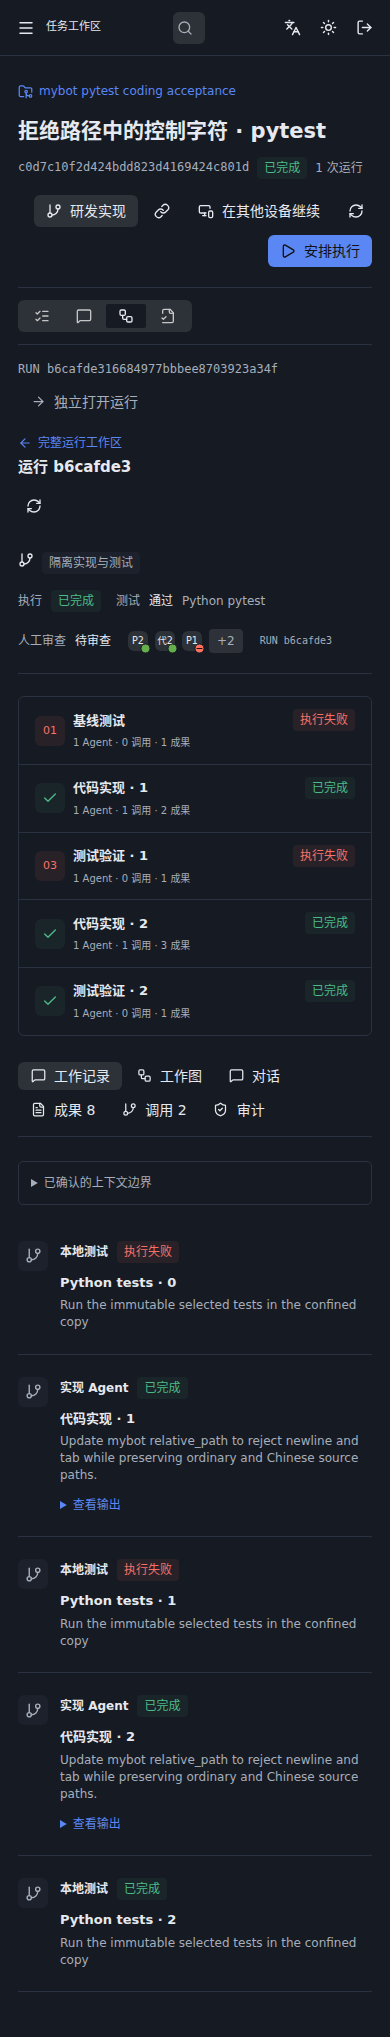 任务工作区
mybot pytest coding acceptance
拒绝路径中的控制字符 · pytest
c0d7c10f2d424bdd823d4169424c801d 已完成 1 次运行
研发实现 在其他设备继续
安排执行
RUN b6cafde316684977bbbee8703923a34f
独立打开运行
完整运行工作区
运行 b6cafde3
隔离实现与测试
执行 已完成 测试 通过 Python pytest
人工审查 待审查 P2 代2 P1 +2 RUN b6cafde3
01 基线测试 执行失败
1 Agent · 0 调用 · 1 成果
代码实现 · 1 已完成
1 Agent · 1 调用 · 2 成果
03 测试验证 · 1 执行失败
1 Agent · 0 调用 · 1 成果
代码实现 · 2 已完成
1 Agent · 1 调用 · 3 成果
测试验证 · 2 已完成
1 Agent · 0 调用 · 1 成果
工作记录 工作图 对话
成果 8 调用 2 审计
已确认的上下文边界
本地测试 执行失败
Python tests · 0
Run the immutable selected tests in the confined
copy
实现 Agent 已完成
代码实现 · 1
Update mybot relative_path to reject newline and
tab while preserving ordinary and Chinese source
paths.
查看输出
本地测试 执行失败
Python tests · 1
Run the immutable selected tests in the confined
copy
实现 Agent 已完成
代码实现 · 2
Update mybot relative_path to reject newline and
tab while preserving ordinary and Chinese source
paths.
查看输出
本地测试 已完成
Python tests · 2
Run the immutable selected tests in the confined
copy